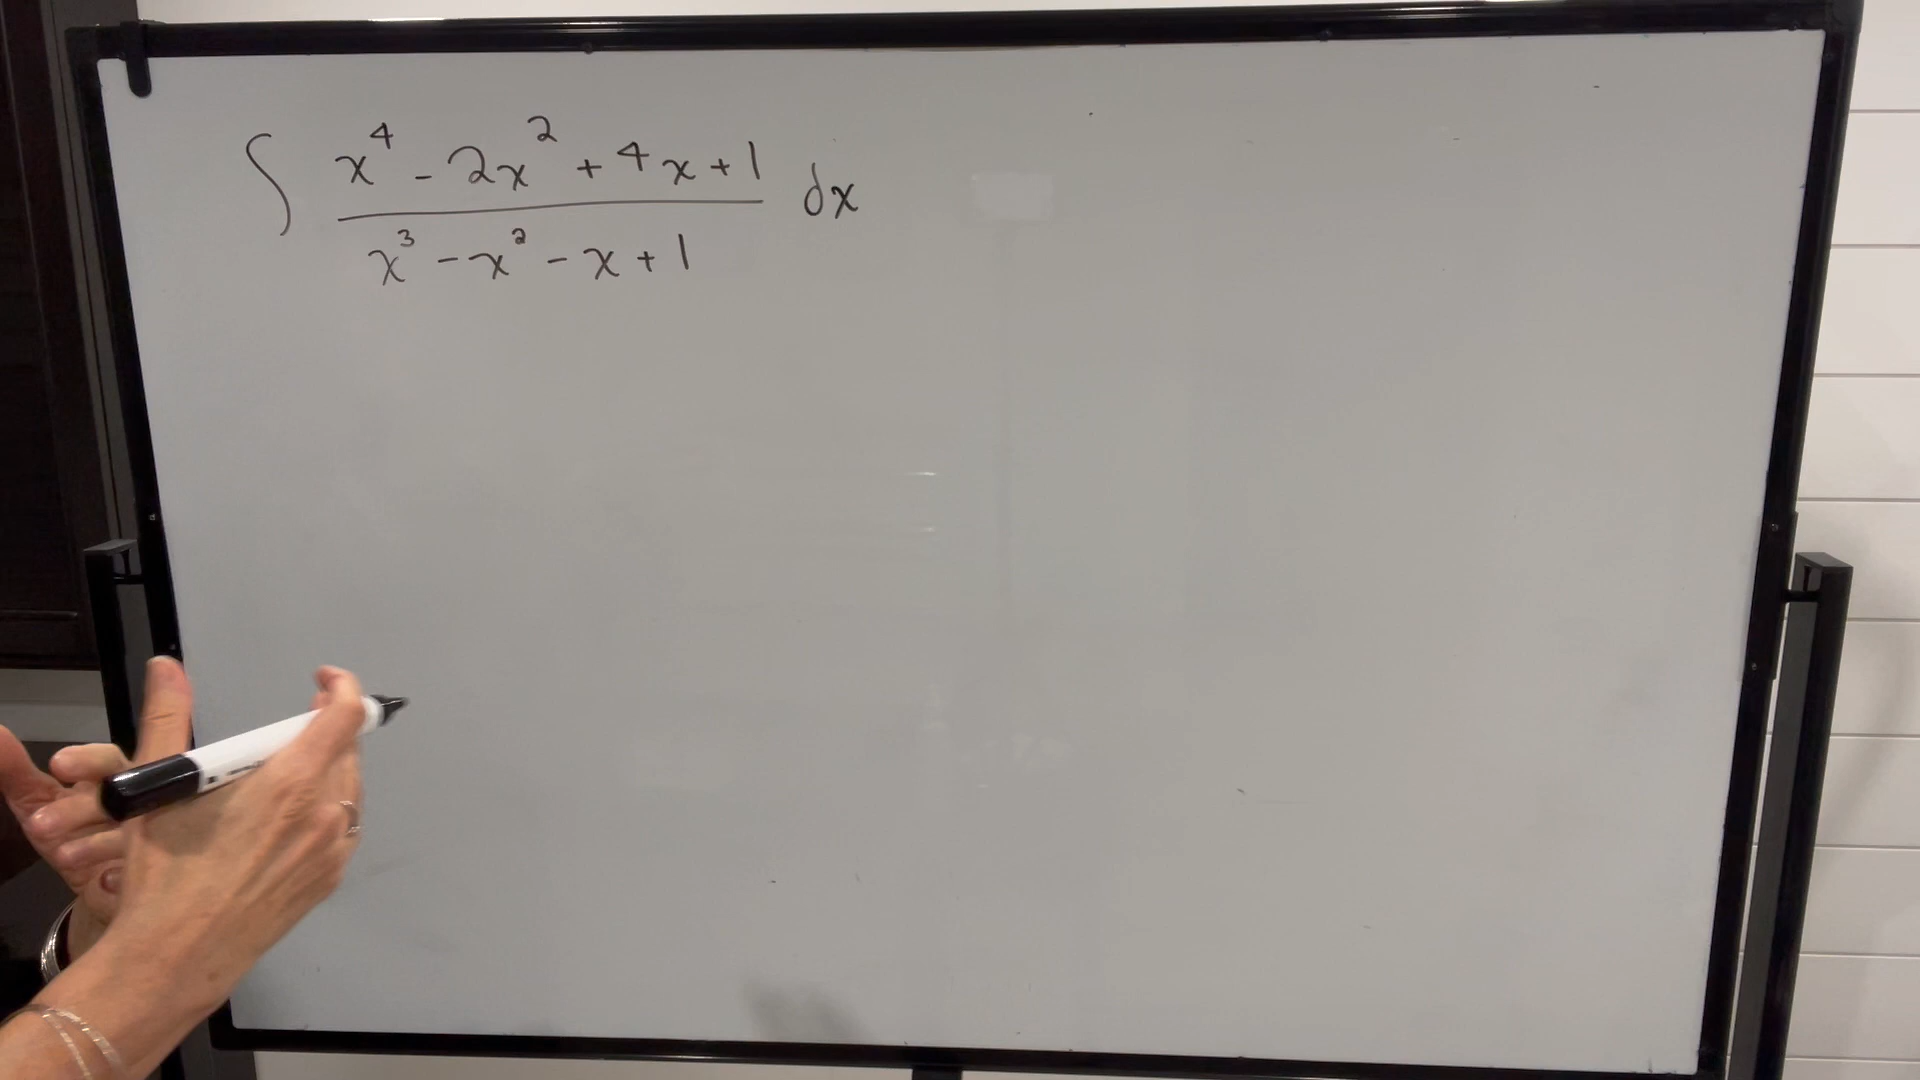 ∫ x⁴ - 2x² + 4x + 1 dx
x³ - x² - x + 1